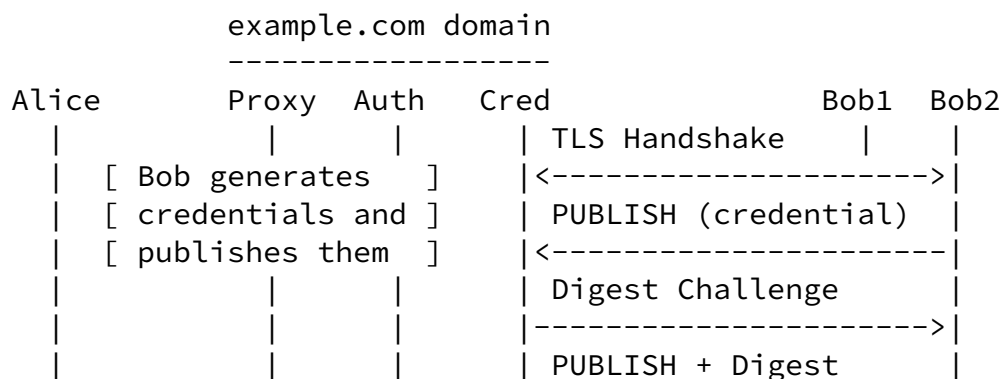 example.com domain
------------------
Alice       Proxy  Auth   Cred               Bob1  Bob2
  |           |      |      | TLS Handshake    |    |
  |  [ Bob generates   ]    |<--------------------->|
  |  [ credentials and ]    | PUBLISH (credential)  |
  |  [ publishes them  ]    |<----------------------|
  |           |      |      | Digest Challenge      |
  |           |      |      |---------------------->|
  |           |      |      | PUBLISH + Digest      |